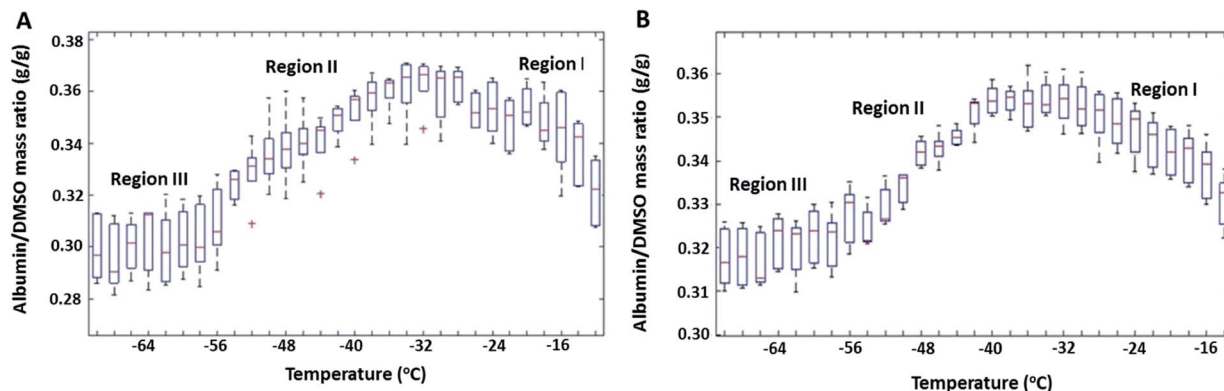 A
Albumin/DMSO mass ratio (g/g)
0.38
0.36
0.34
0.32
0.30
0.28
Region III
Region II
Region I
-64
-56
-48
-40
-32
-24
-16
Temperature (°C)
B
Albumin/DMSO mass ratio (g/g)
0.36
0.35
0.34
0.33
0.32
0.31
0.30
Region III
Region II
Region I
-64
-56
-48
-40
-32
-24
-16
Temperature (°C)